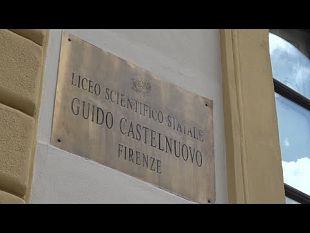 LICEO SCIENTIFICO STATALE
GUIDO CASTELNUOVO
FIRENZE